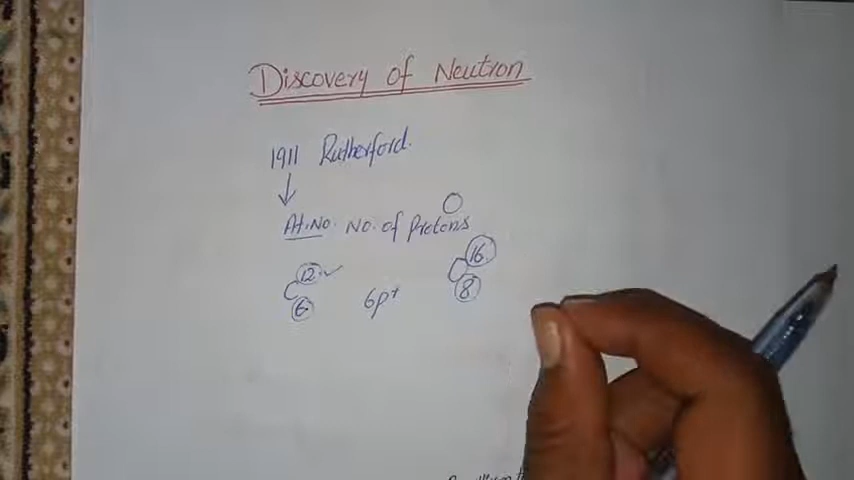 Discovery of Neutron
1911 Rutherford.
At.No. No. of Protons
C 12 6
6p+
O 16 8